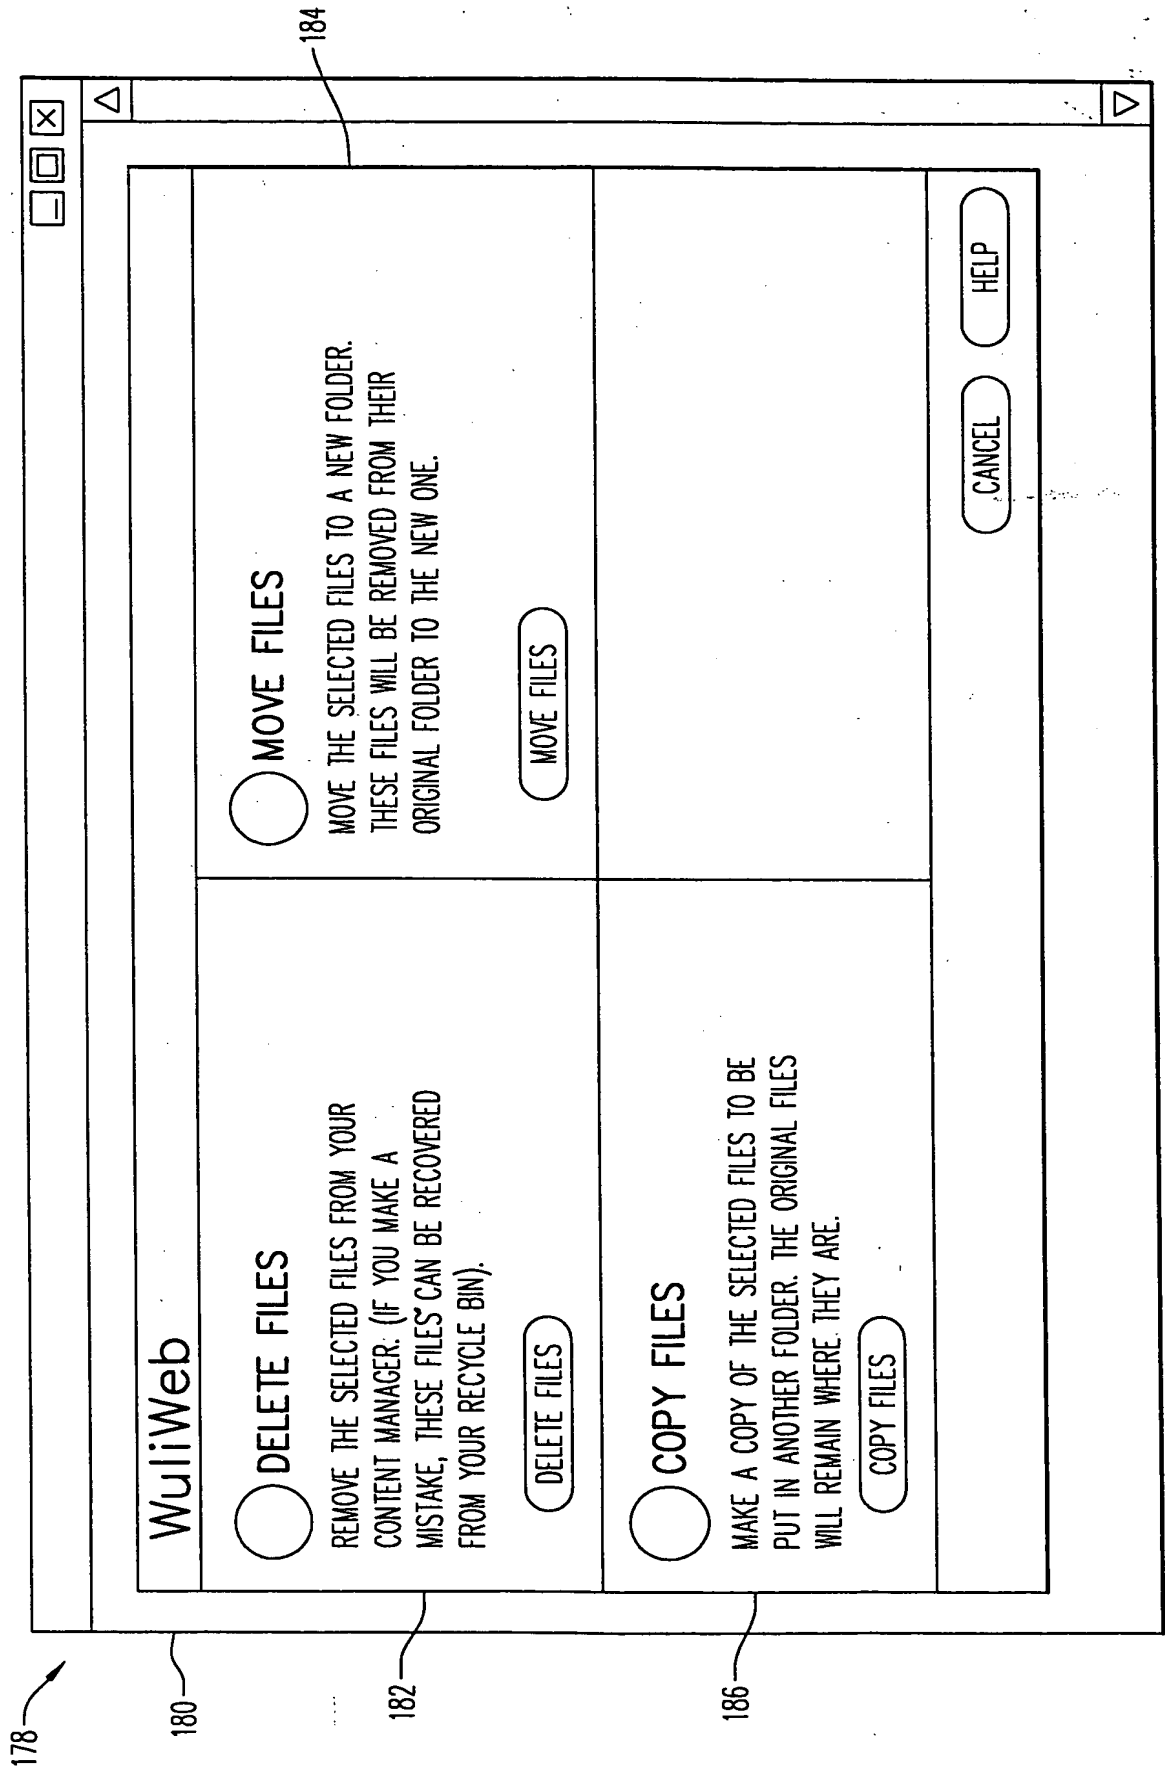 178
180
WuliWeb
182
DELETE FILES
REMOVE THE SELECTED FILES FROM YOUR
CONTENT MANAGER. (IF YOU MAKE A
MISTAKE, THESE FILES CAN BE RECOVERED
FROM YOUR RECYCLE BIN).
DELETE FILES
184
MOVE FILES
MOVE THE SELECTED FILES TO A NEW FOLDER.
THESE FILES WILL BE REMOVED FROM THEIR
ORIGINAL FOLDER TO THE NEW ONE.
MOVE FILES
186
COPY FILES
MAKE A COPY OF THE SELECTED FILES TO BE
PUT IN ANOTHER FOLDER. THE ORIGINAL FILES
WILL REMAIN WHERE THEY ARE.
COPY FILES
CANCEL
HELP